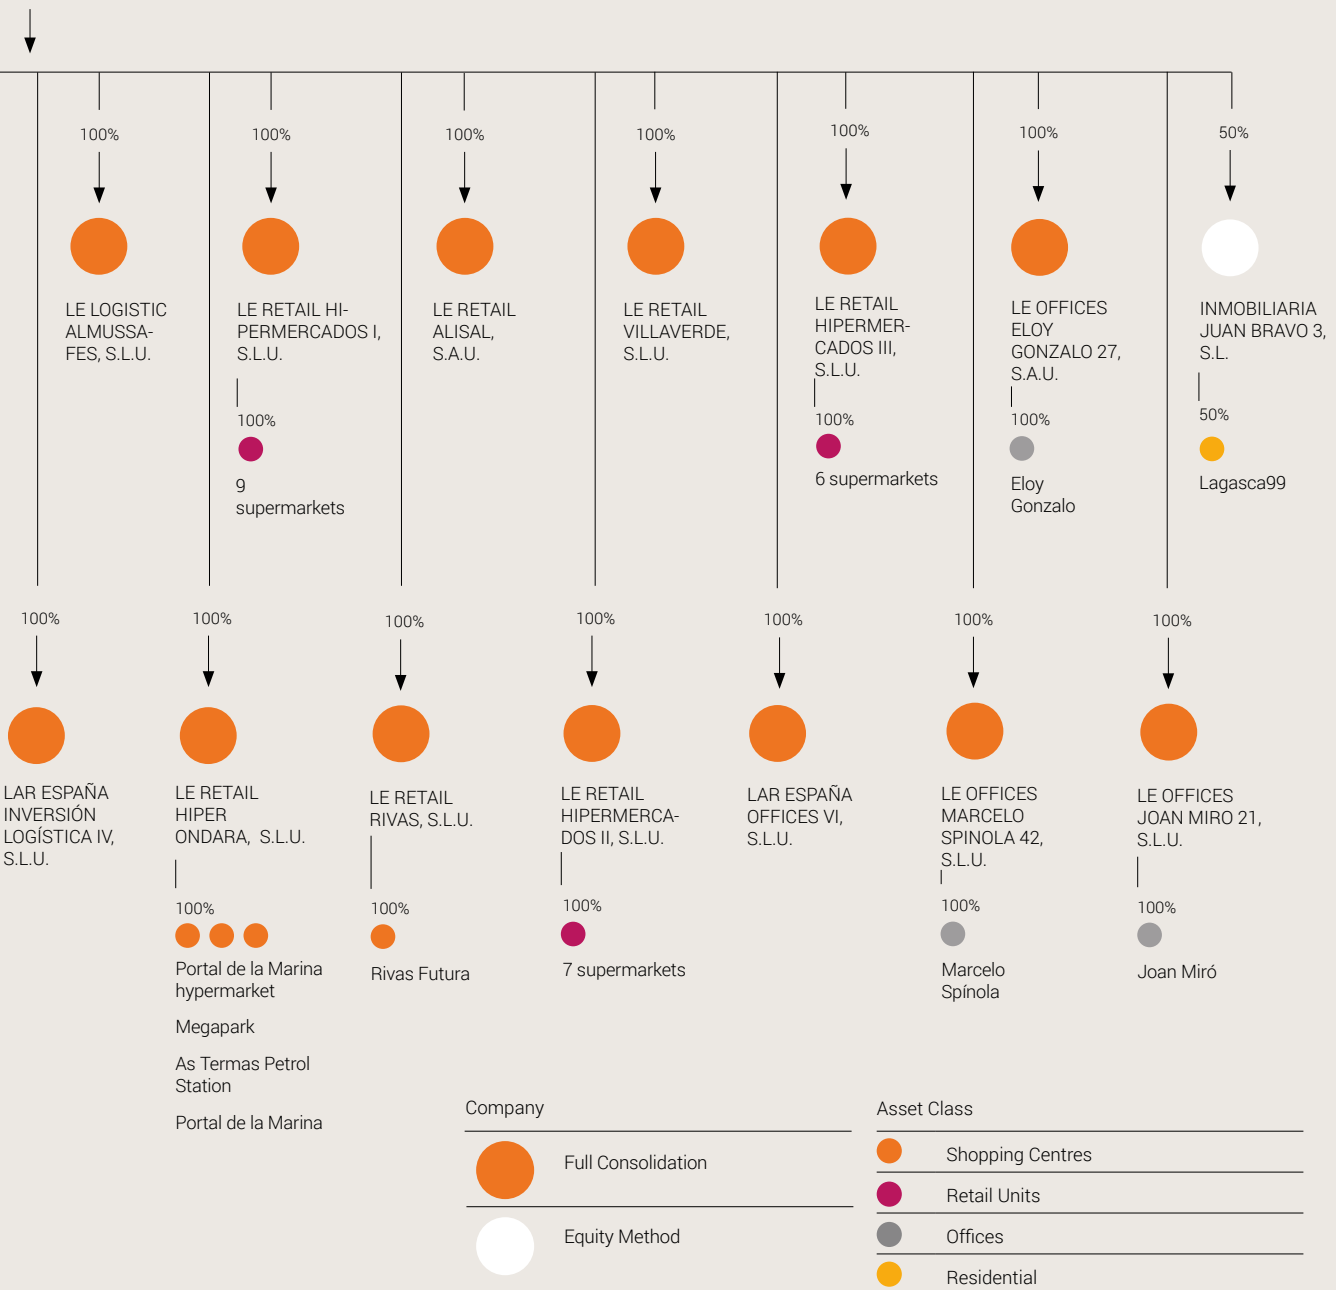 100%
100%
100%
100%
100%
100%
50%
LE LOGISTIC
ALMUSSA-
FES, S.L.U.
LE RETAIL HI-
PERMERCADOS I,
S.L.U.
100%
9
supermarkets
LE RETAIL
ALISAL,
S.A.U.
LE RETAIL
VILLAVERDE,
S.L.U.
LE RETAIL
HIPERMER-
CADOS III,
S.L.U.
100%
6 supermarkets
LE OFFICES
ELOY
GONZALO 27,
S.A.U.
100%
Eloy
Gonzalo
INMOBILIARIA
JUAN BRAVO 3,
S.L.
50%
Lagasca99
100%
100%
100%
100%
100%
100%
100%
LAR ESPAÑA
INVERSIÓN
LOGÍSTICA IV,
S.L.U.
LE RETAIL
HIPER
ONDARA, S.L.U.
100%
Portal de la Marina
hypermarket
Megapark
As Termas Petrol
Station
Portal de la Marina
LE RETAIL
RIVAS, S.L.U.
100%
Rivas Futura
LE RETAIL
HIPERMERCA-
DOS II, S.L.U.
100%
7 supermarkets
LAR ESPAÑA
OFFICES VI,
S.L.U.
LE OFFICES
MARCELO
SPINOLA 42,
S.L.U.
100%
Marcelo
Spínola
LE OFFICES
JOAN MIRO 21,
S.L.U.
100%
Joan Miró
Company
Full Consolidation
Equity Method
Asset Class
Shopping Centres
Retail Units
Offices
Residential